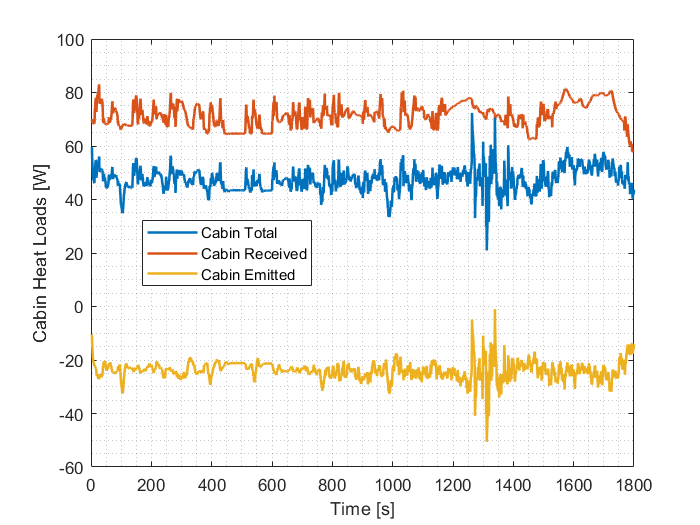 100
80
60
40
20
0
-20
-40
-60
Cabin Heat Loads [W]
Cabin Total
Cabin Received
Cabin Emitted
0 200 400 600 800 1000 1200 1400 1600 1800
Time [s]